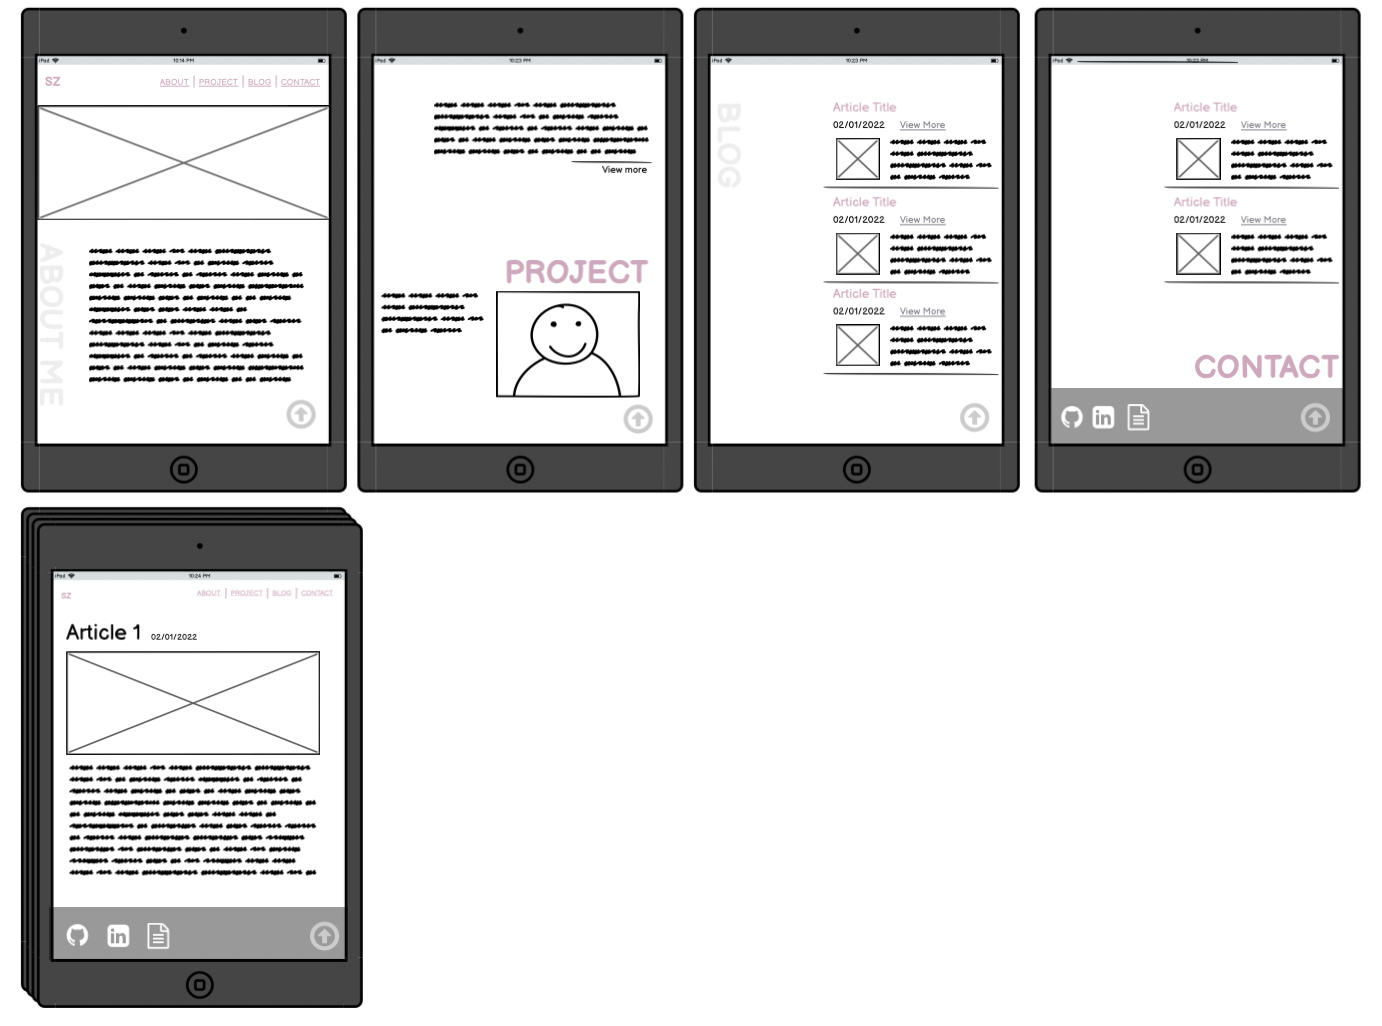 iPad 10:14 PM
SZ ABOUT | PROJECT | BLOG | CONTACT
ABOUT ME
iPad 10:23 PM
View more
PROJECT
iPad 10:23 PM
BLOG
Article Title
02/01/2022 View More
Article Title
02/01/2022 View More
Article Title
02/01/2022 View More
iPad 10:23 PM
Article Title
02/01/2022 View More
Article Title
02/01/2022 View More
CONTACT
in
iPad 10:24 PM
SZ ABOUT | PROJECT | BLOG | CONTACT
Article 1 02/01/2022
in